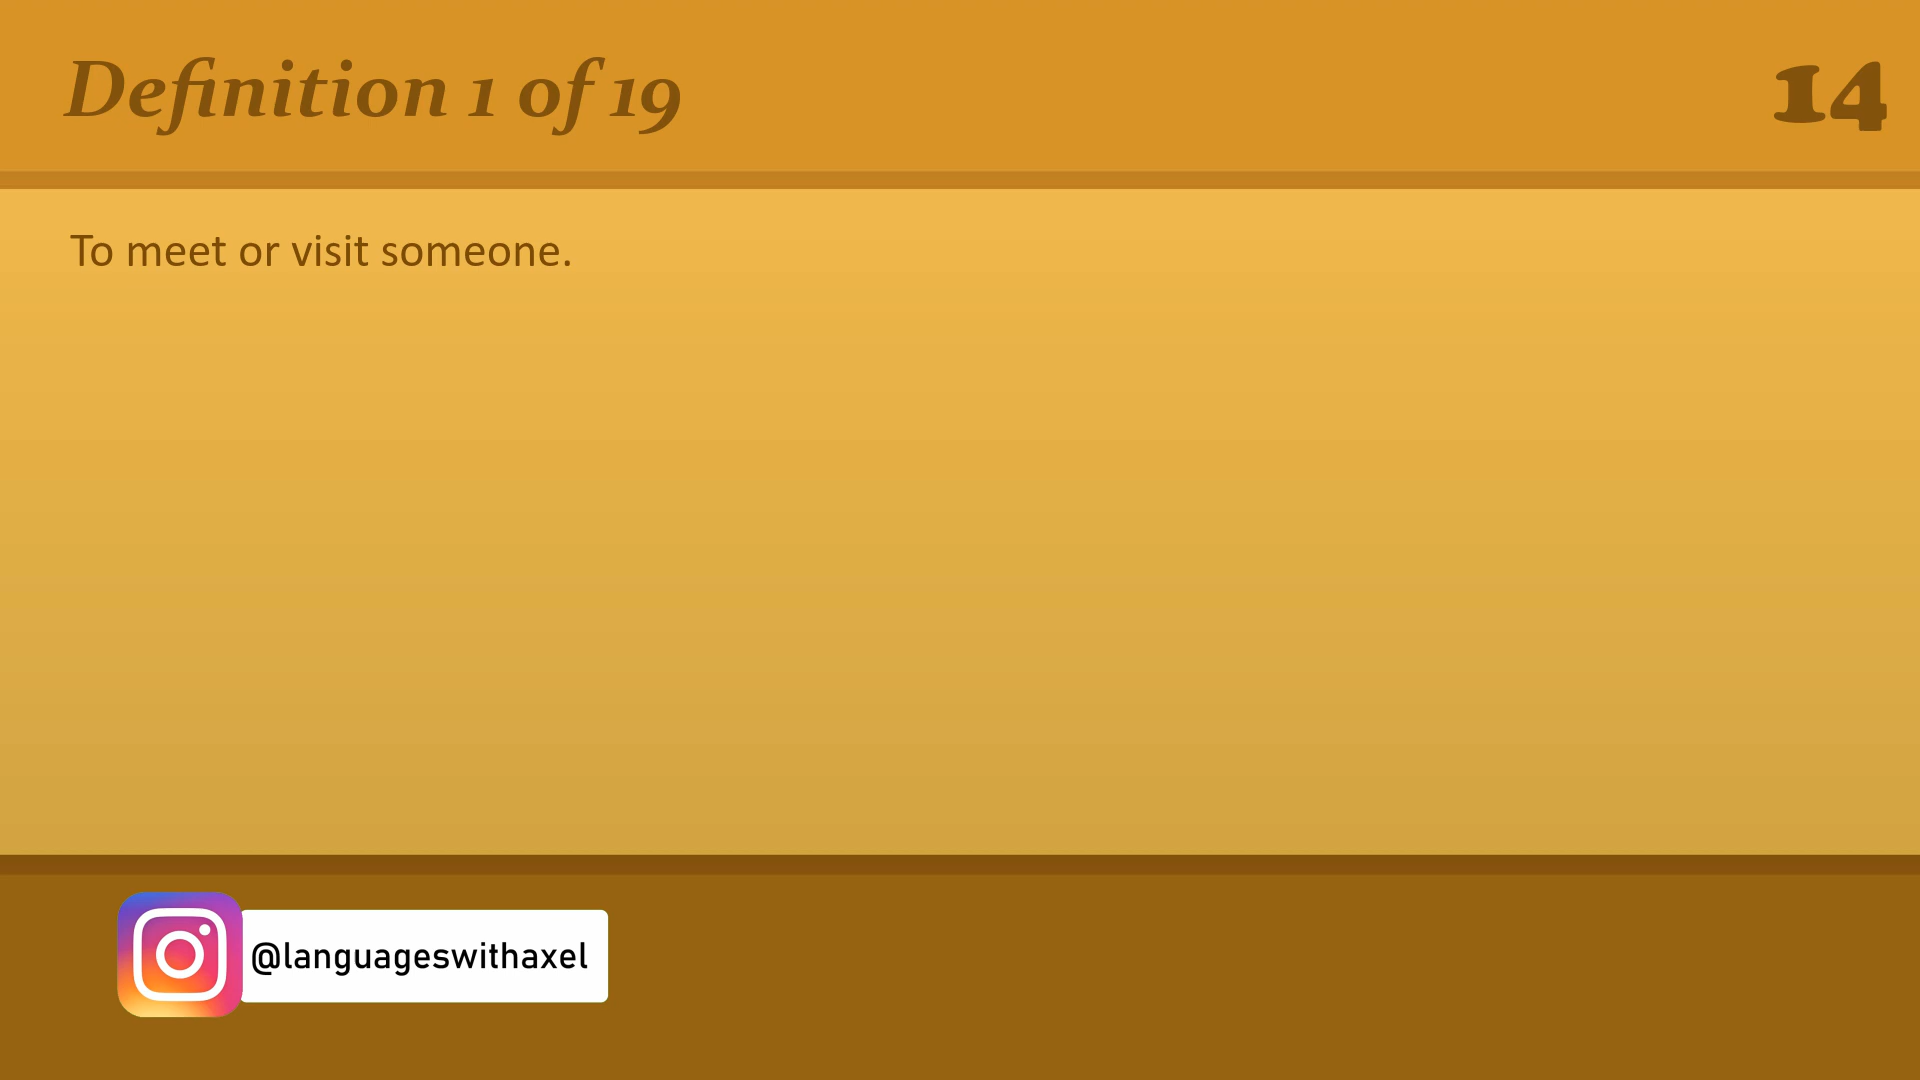 Definition 1 of 19
14
To meet or visit someone.
@languageswithaxel